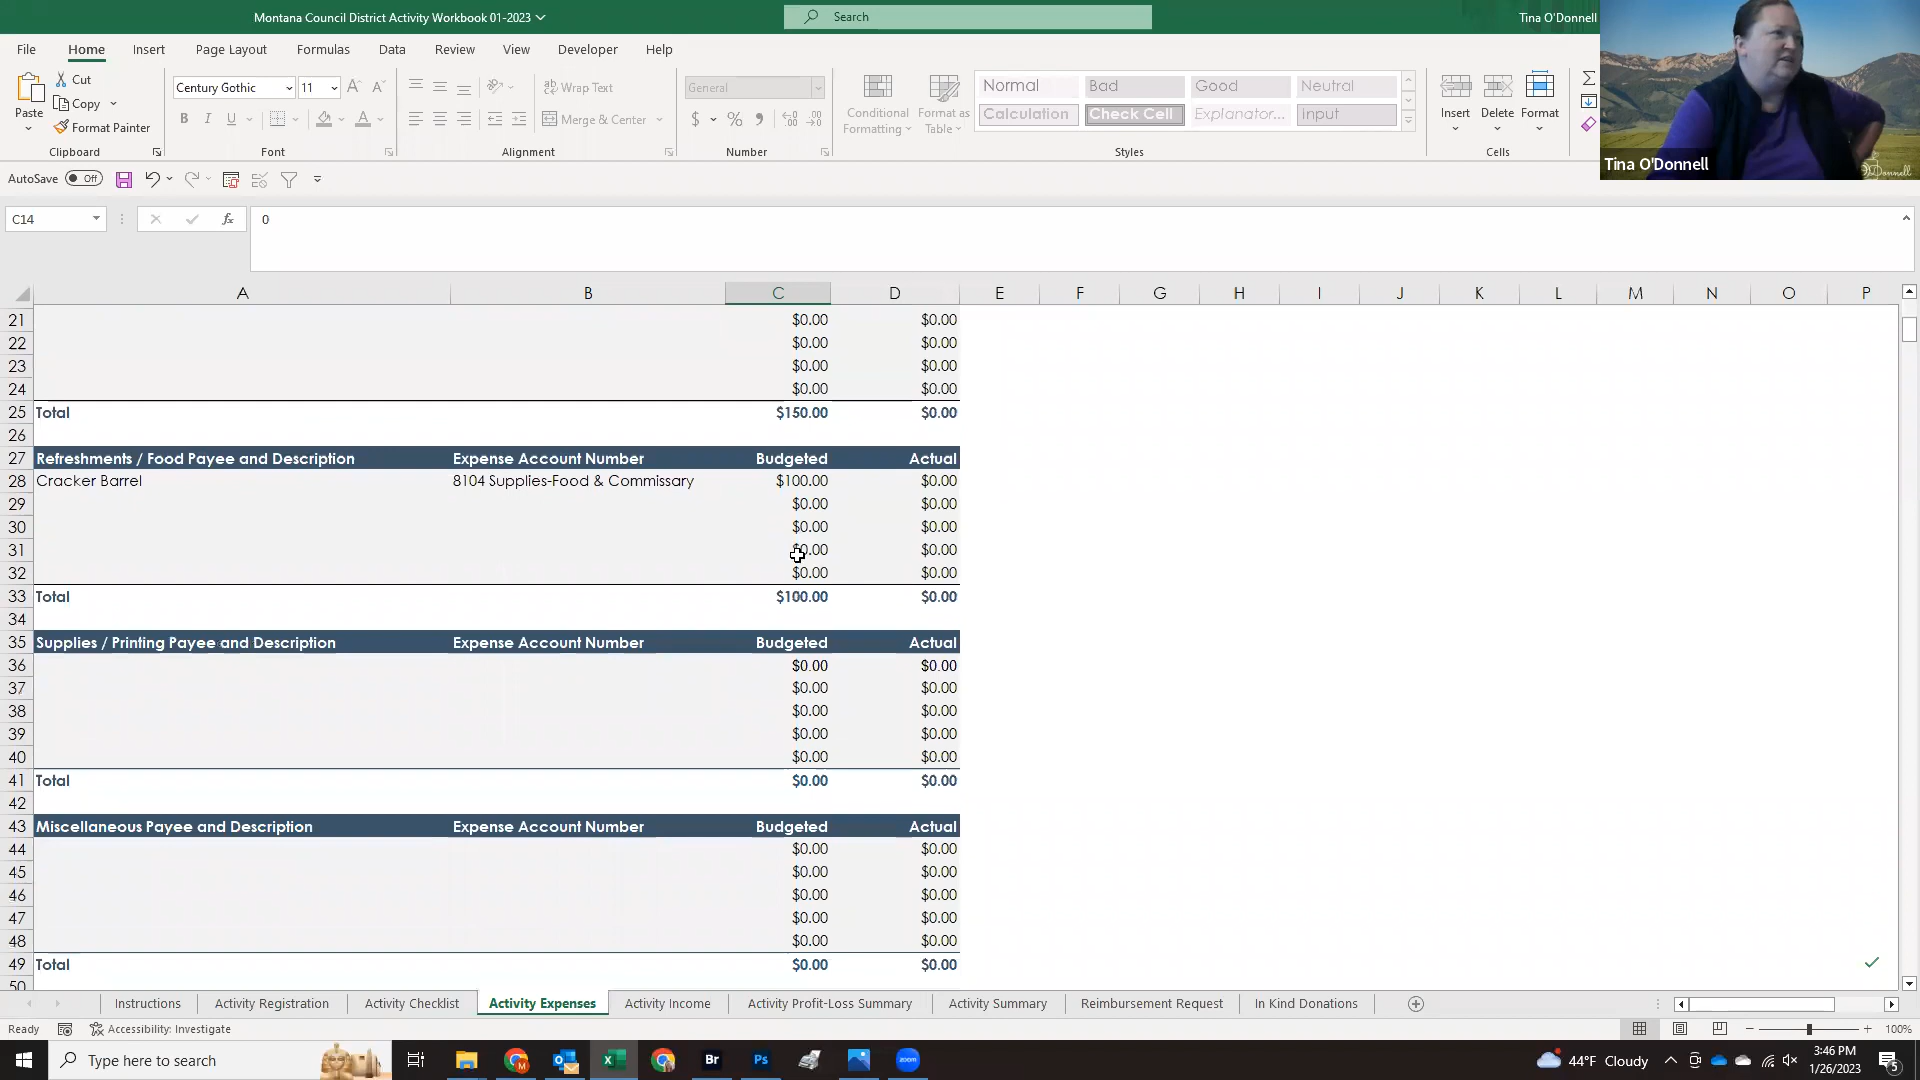 Montana Council District Activity Workbook 01-2023
Search
Tina O'Donnell
File Home Insert Page Layout Formulas Data Review View Developer Help
Paste
Cut
Copy
Format Painter
Clipboard
Century Gothic 11
B I U
Font
Wrap Text
Merge & Center
Alignment
General
$ %
Number
Conditional Formatting
Format as Table
Normal Bad Good Neutral
Calculation Check Cell Explanator... Input
Styles
Insert Delete Format
Cells
Tina O'Donnell
AutoSave Off
C14 fx 0
A B C D E F G H I J K L M N O P
21 $0.00 $0.00
22 $0.00 $0.00
23 $0.00 $0.00
24 $0.00 $0.00
25 Total $150.00 $0.00
26
27 Refreshments / Food Payee and Description Expense Account Number Budgeted Actual
28 Cracker Barrel 8104 Supplies-Food & Commissary $100.00 $0.00
29 $0.00 $0.00
30 $0.00 $0.00
31 $0.00 $0.00
32 $0.00 $0.00
33 Total $100.00 $0.00
34
35 Supplies / Printing Payee and Description Expense Account Number Budgeted Actual
36 $0.00 $0.00
37 $0.00 $0.00
38 $0.00 $0.00
39 $0.00 $0.00
40 $0.00 $0.00
41 Total $0.00 $0.00
42
43 Miscellaneous Payee and Description Expense Account Number Budgeted Actual
44 $0.00 $0.00
45 $0.00 $0.00
46 $0.00 $0.00
47 $0.00 $0.00
48 $0.00 $0.00
49 Total $0.00 $0.00
50
Instructions Activity Registration Activity Checklist Activity Expenses Activity Income Activity Profit-Loss Summary Activity Summary Reimbursement Request In Kind Donations
Ready Accessibility: Investigate 100%
Type here to search
Br
Ps
zoom
44°F Cloudy
3:46 PM
1/26/2023
5